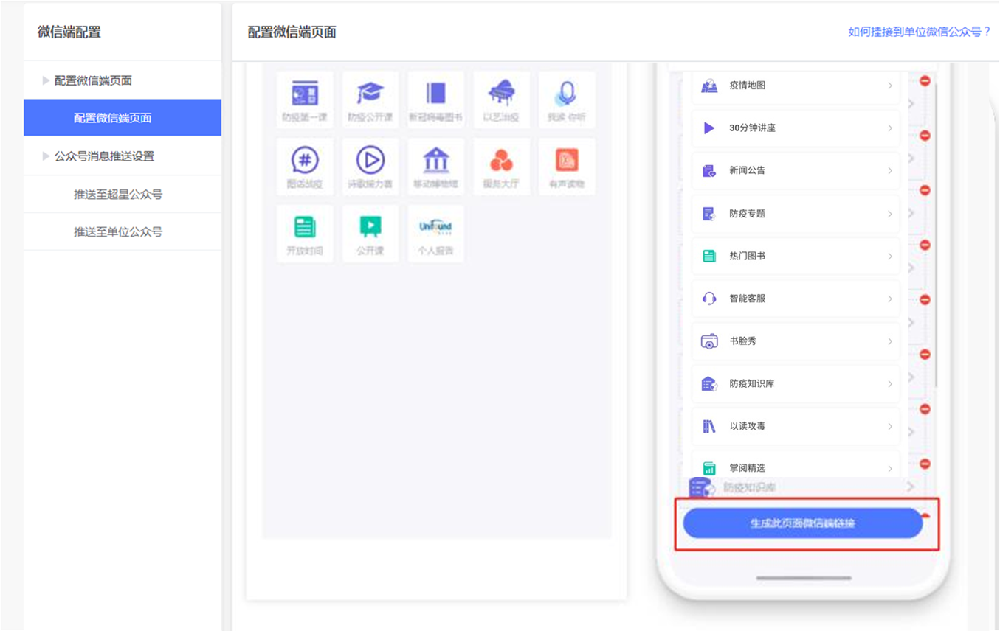 微信端配置
配置微信端页面
配置微信端页面
公众号消息推送设置
推送至超星公众号
推送至单位公众号
配置微信端页面
如何挂接到单位微信公众号？
防疫第一课
防疫公开课
新冠病毒图书
以艺治疫
我读 你听
图话战疫
诗歌接力赛
移动博物馆
服务大厅
有声读物
开放时间
公开课
Unifound
个人报告
疫情地图
30分钟讲座
新闻公告
防疫专题
热门图书
智能客服
书脸秀
防疫知识库
以读攻毒
掌阅精选
防疫知识库
生成此页面微信端链接